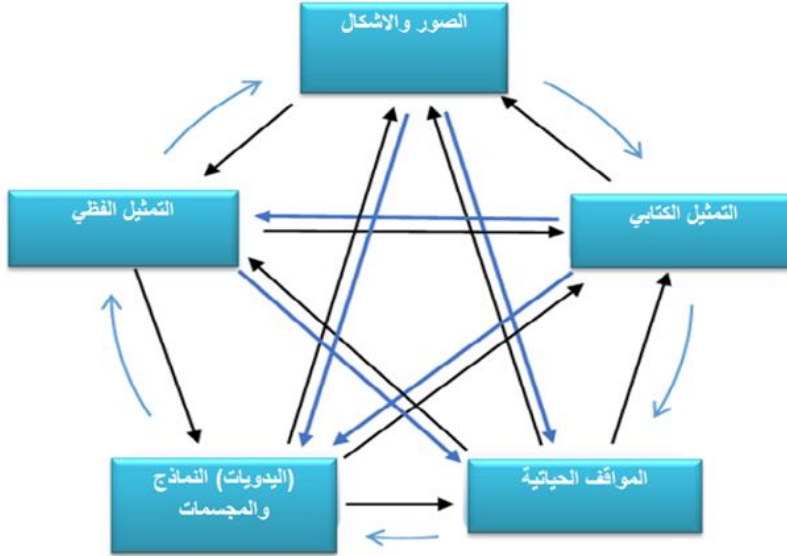 الصور والاشكال
التمثيل الكتابي
التمثيل الفظي
المواقف الحياتية
(اليدويات) النماذج
والمجسمات